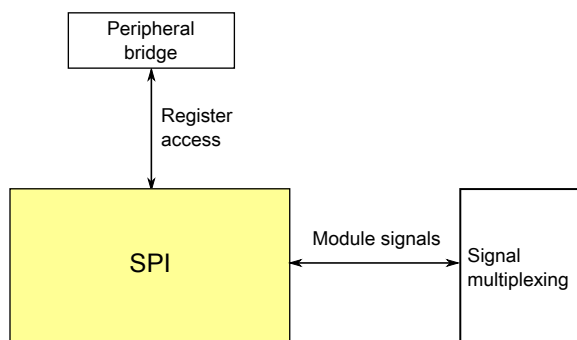 Peripheral
bridge
Register
access
Module signals
SPI
Signal
multiplexing